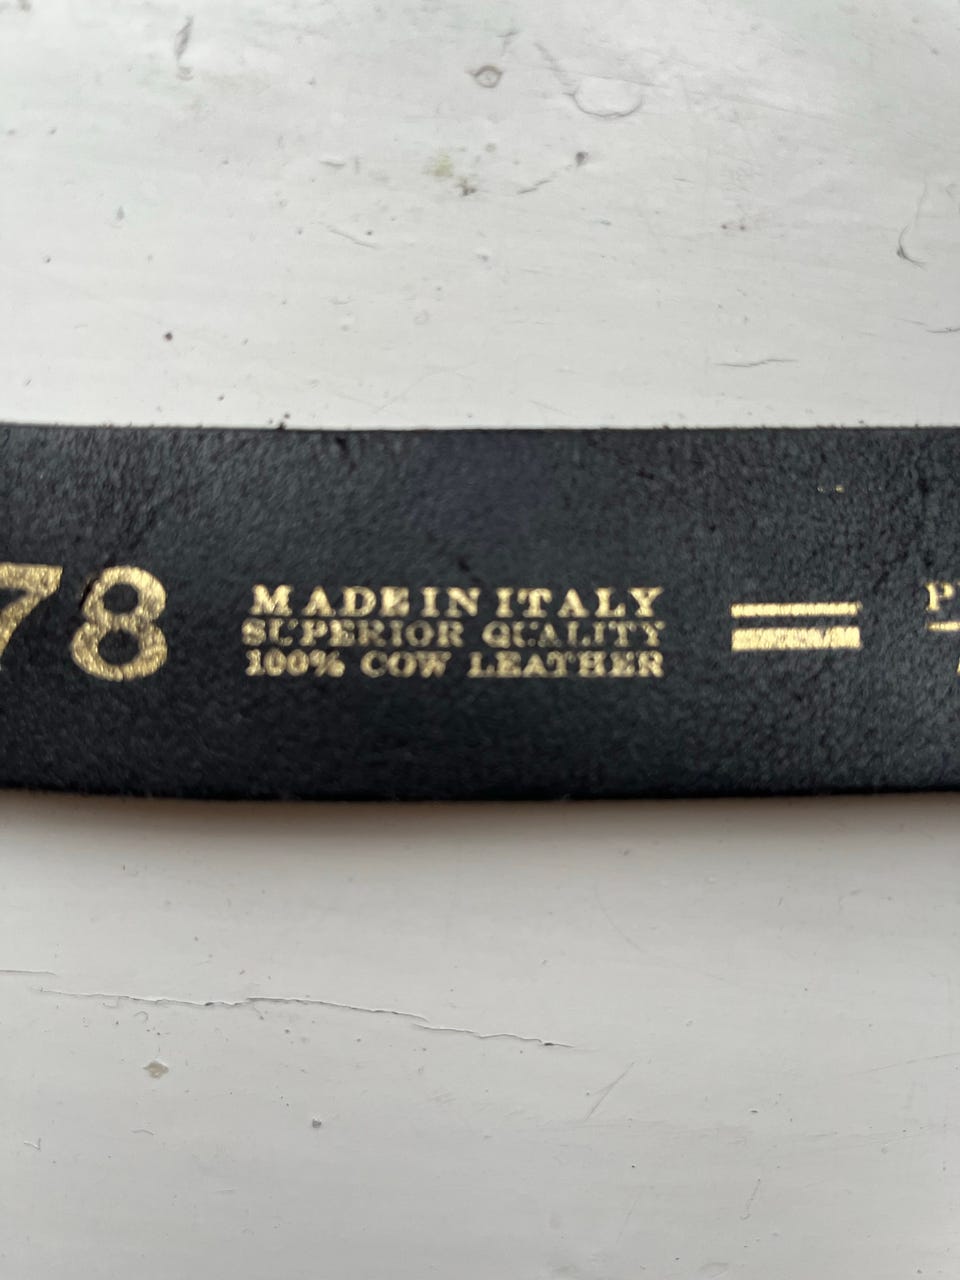 78
MADE IN ITALY
SUPERIOR QUALITY
100% COW LEATHER